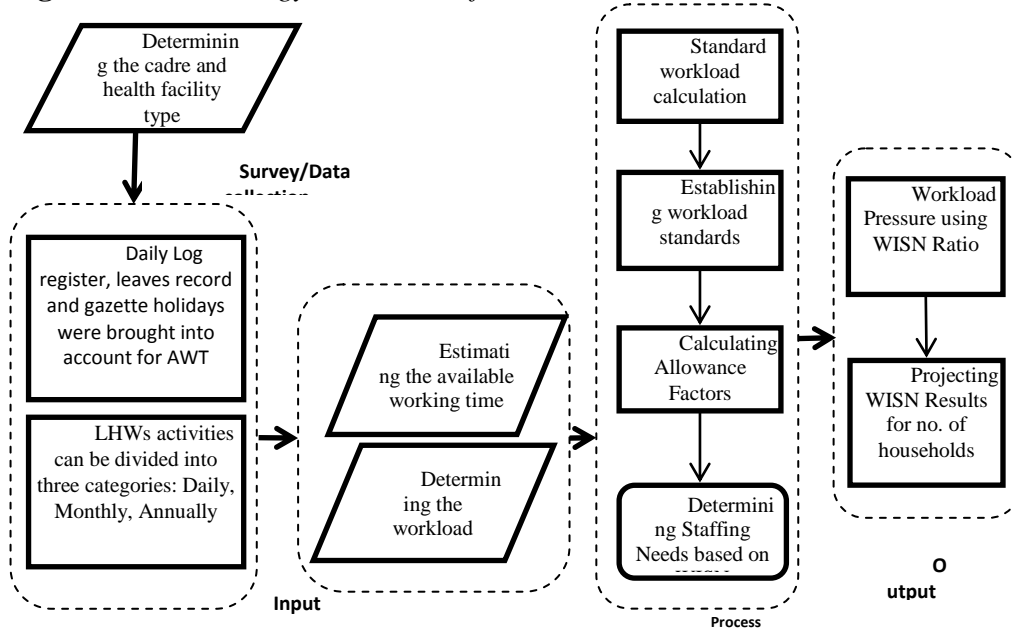 Determinin
g the cadre and
health facility
type
Survey/Data
Daily Log
register, leaves record
and gazette holidays
were brought into
account for AWT
LHWs activities
can be divided into
three categories: Daily,
Monthly, Annually
Input
Estimati
ng the available
working time
Determin
ing the
workload
Standard
workload
calculation
Establishin
g workload
standards
Calculating
Allowance
Factors
Determini
ng Staffing
Needs based on
Process
Workload
Pressure using
WISN Ratio
Projecting
WISN Results
for no. of
households
O
utput